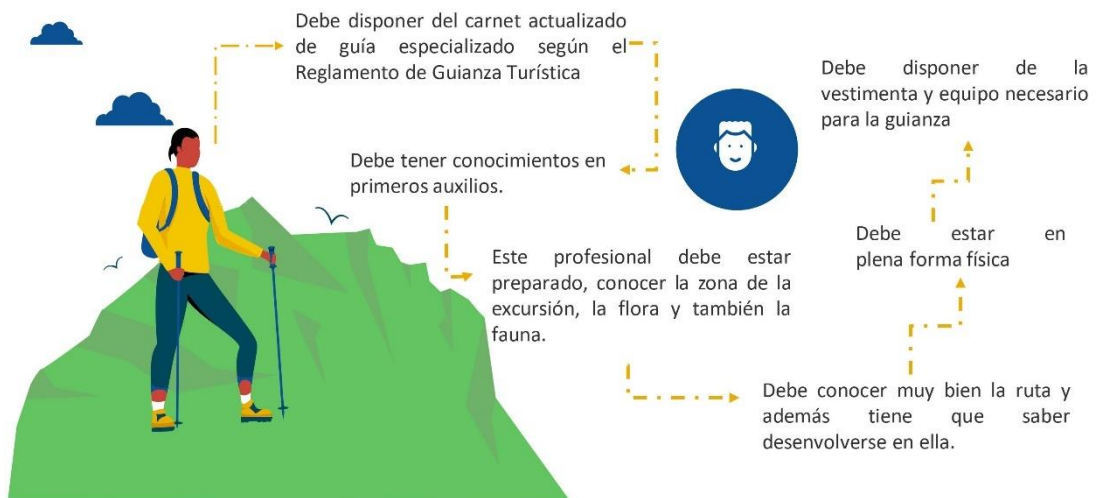 Debe disponer del carnet actualizado
de guía especializado según el
Reglamento de Guianza Turística
Debe tener conocimientos en
primeros auxilios.
Este profesional debe estar
preparado, conocer la zona de la
excursión, la flora y también la
fauna.
Debe conocer muy bien la ruta y
además tiene que saber
desenvolverse en ella.
Debe estar en
plena forma física
Debe disponer de la
vestimenta y equipo necesario
para la guianza